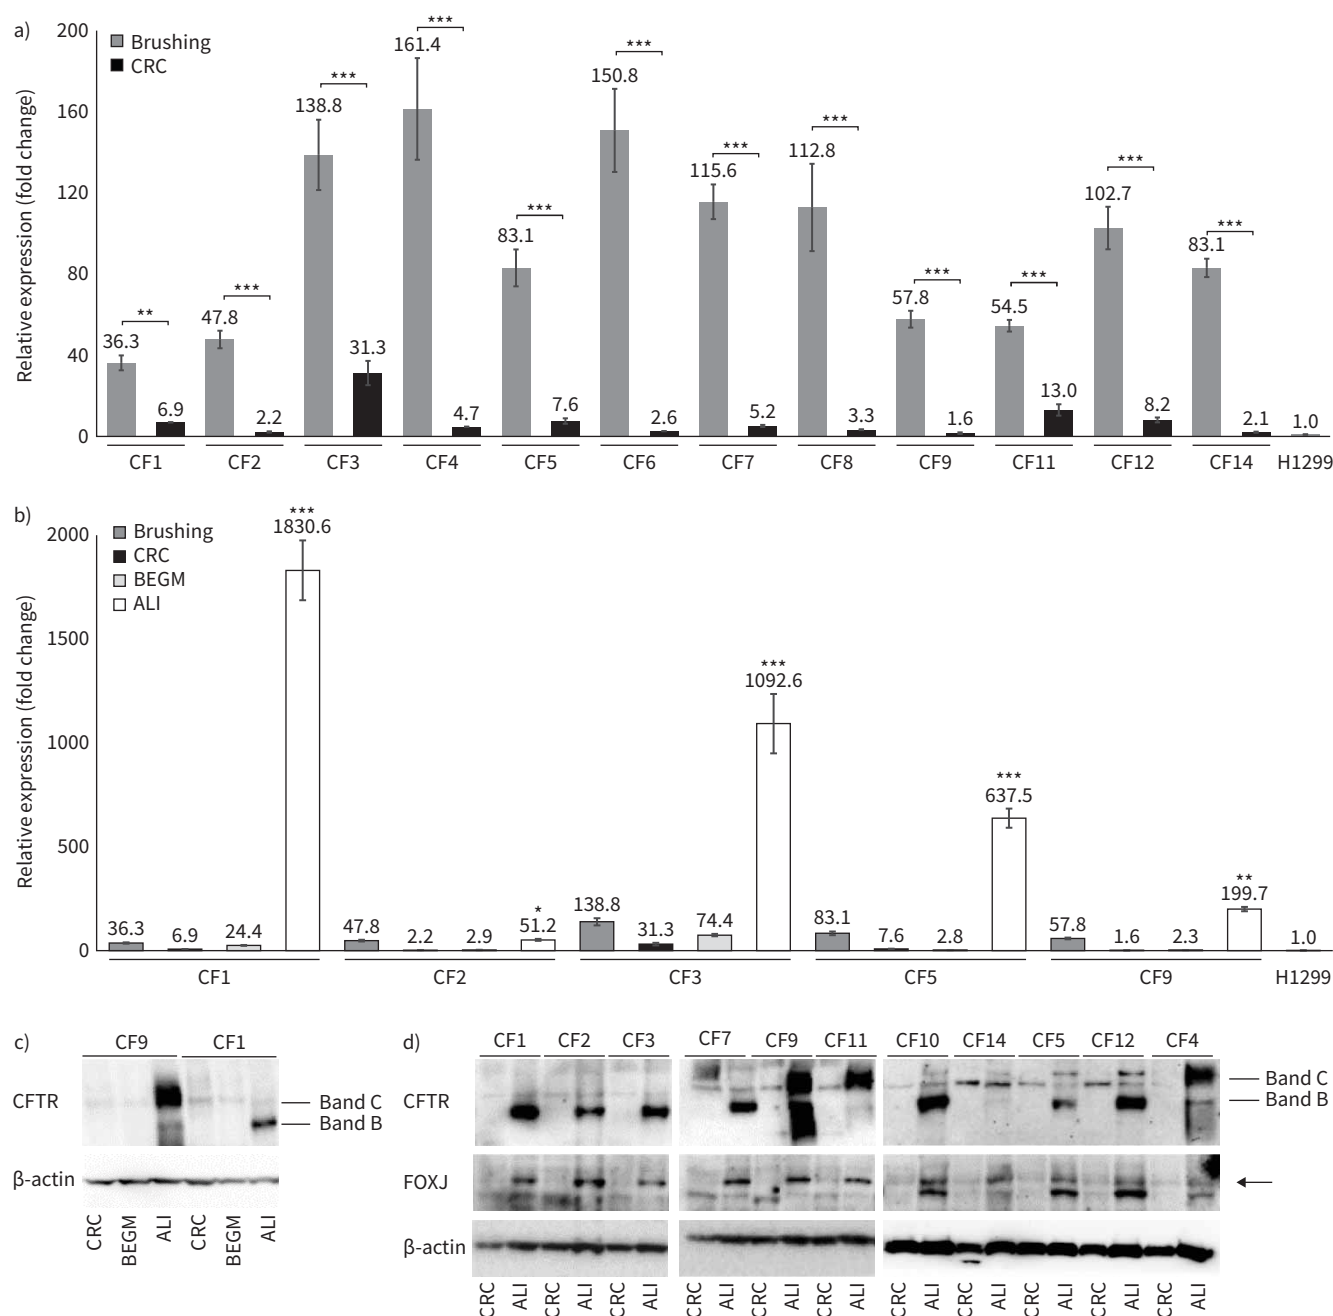 a)
Relative expression (fold change)
200
160
120
80
40
0
Brushing
CRC
36.3
**
6.9
47.8
***
2.2
138.8
***
31.3
161.4
***
4.7
83.1
***
7.6
150.8
***
2.6
115.6
***
5.2
112.8
***
3.3
57.8
***
1.6
54.5
***
13.0
102.7
***
8.2
83.1
***
2.1
1.0
CF1 CF2 CF3 CF4 CF5 CF6 CF7 CF8 CF9 CF11 CF12 CF14 H1299
b)
Relative expression (fold change)
2000
1500
1000
500
0
Brushing
CRC
BEGM
ALI
36.3
6.9
24.4
***
1830.6
47.8
2.2
2.9
*
51.2
138.8
31.3
74.4
***
1092.6
83.1
7.6
2.8
***
637.5
57.8
1.6
2.3
**
199.7
1.0
CF1 CF2 CF3 CF5 CF9 H1299
c)
CF9 CF1
CFTR
Band C
Band B
β-actin
CRC BEGM ALI CRC BEGM ALI
d)
CF1 CF2 CF3 CF7 CF9 CF11 CF10 CF14 CF5 CF12 CF4
CFTR
Band C
Band B
FOXJ
β-actin
CRC ALI CRC ALI CRC ALI CRC ALI CRC ALI CRC ALI CRC ALI CRC ALI CRC ALI CRC ALI CRC ALI